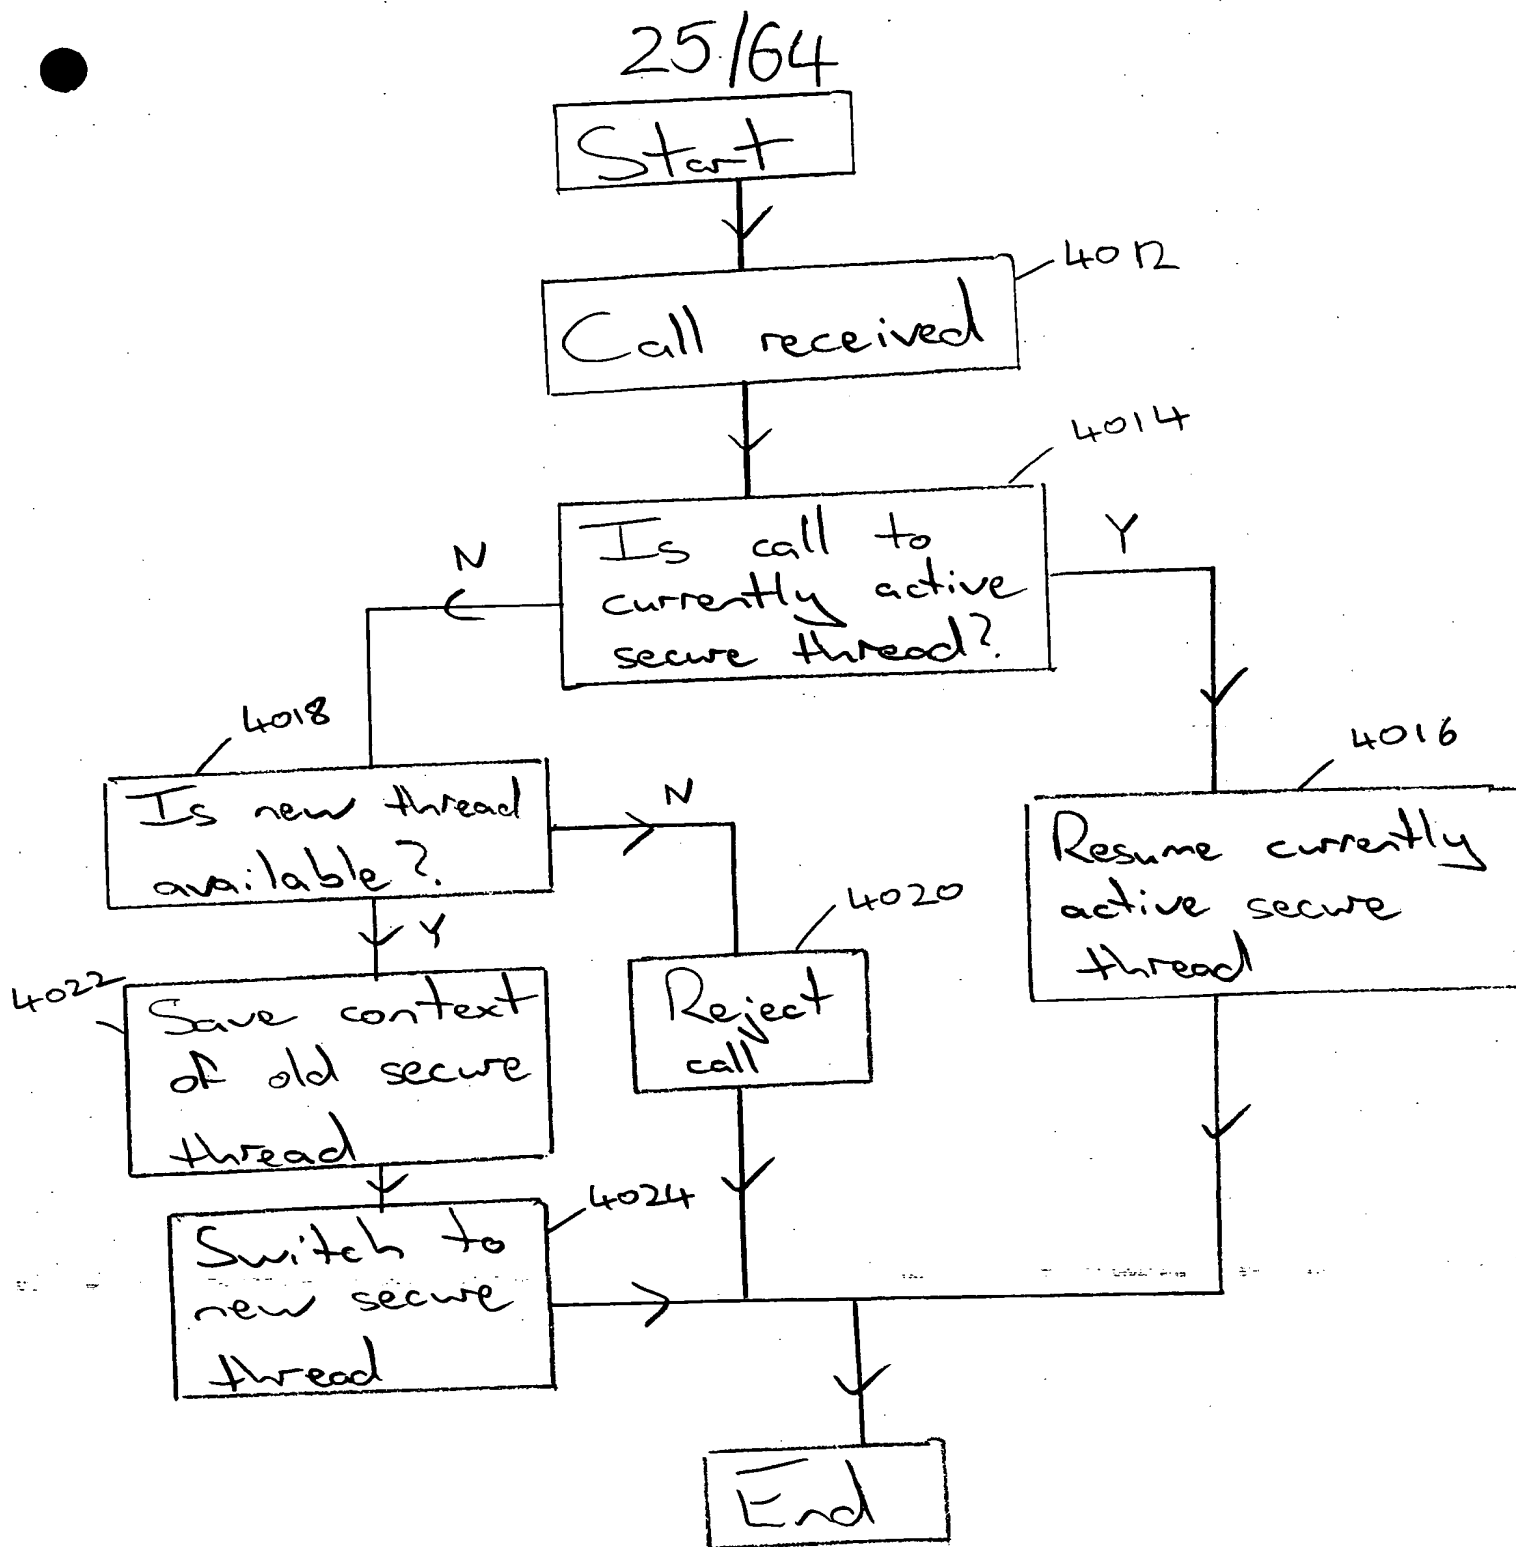 25/64
Start
4012
Call received
4014
Is call to
currently active
secure thread?
N
Y
4018
Is new thread
available?
N
Y
4016
Resume currently
active secure
thread
4020
Reject
call
4022
Save context
of old secure
thread
4024
Switch to
new secure
thread
End